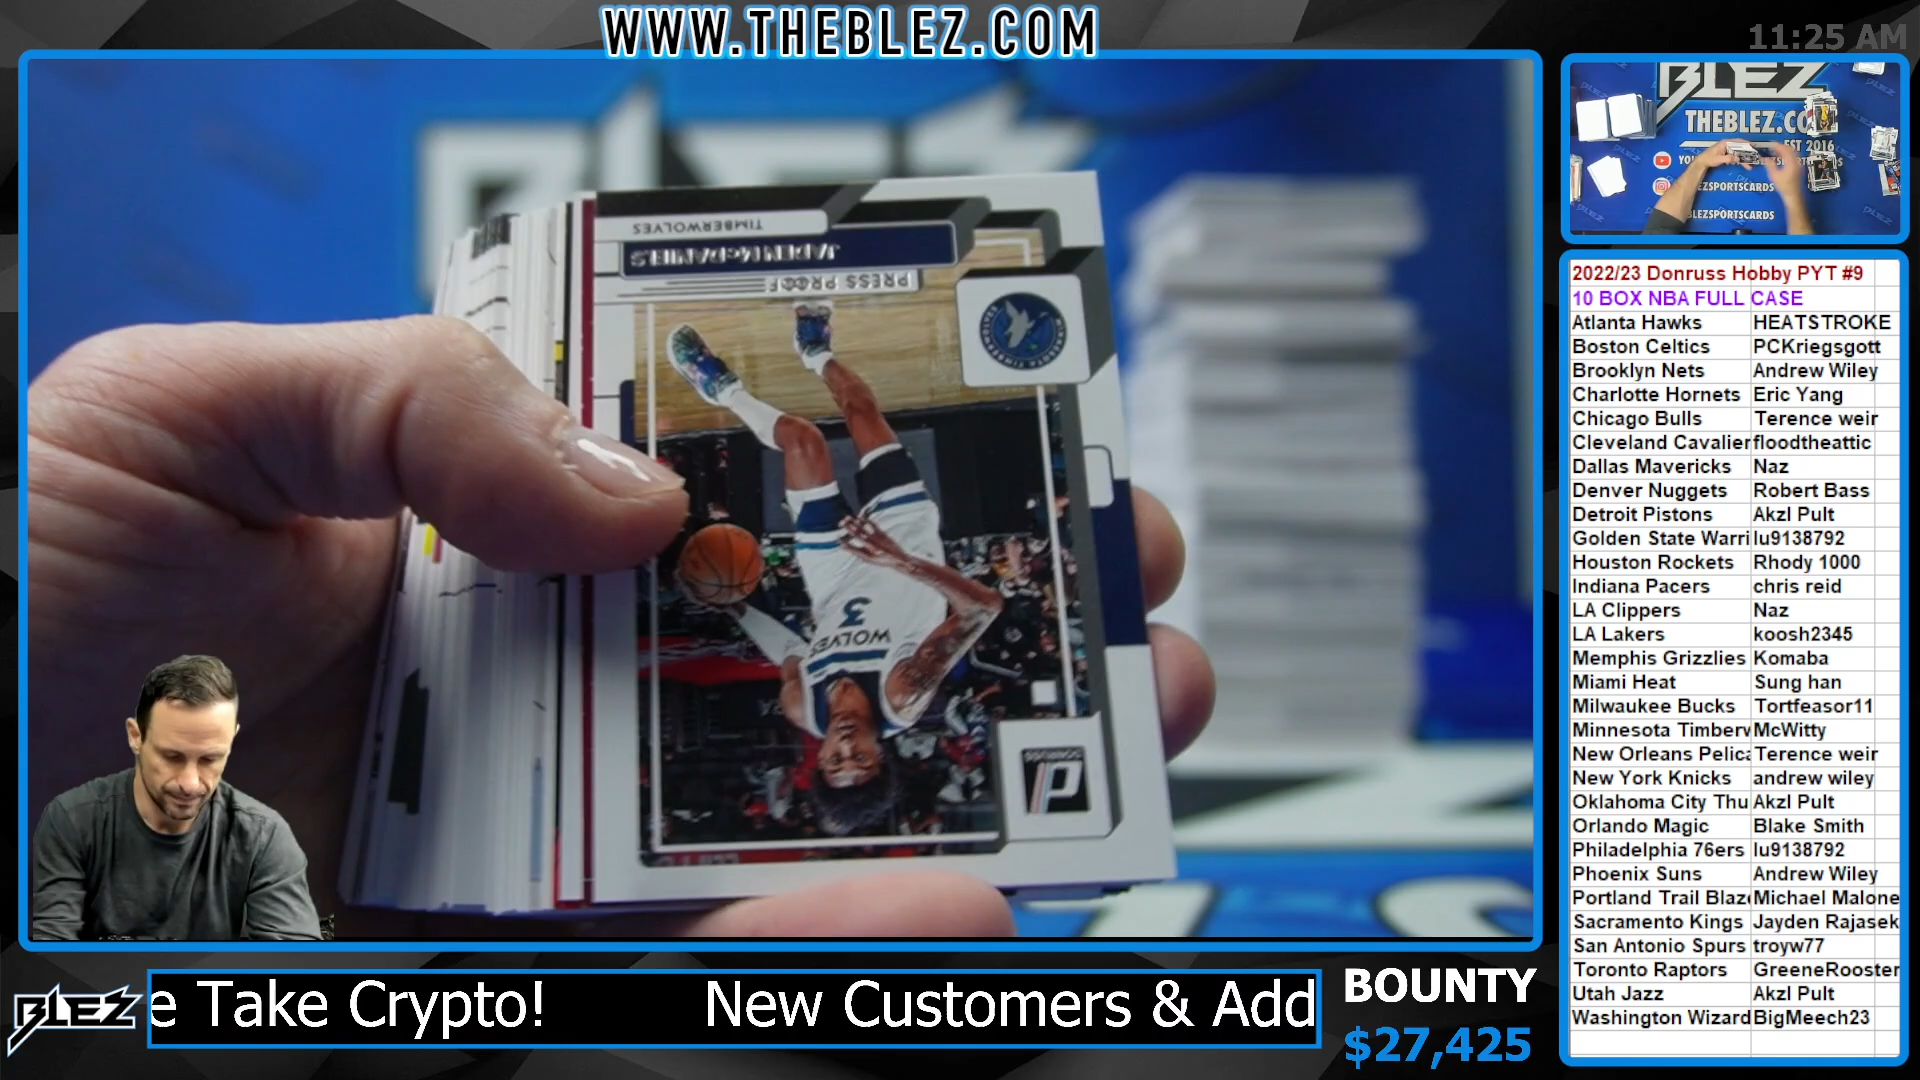 WWW.THEBLEZ.COM
11:25 AM
BLEZ
THEBLEZ.CO
EST 2016
BLEZSPORTSCARDS
TIMBERWOLVES
JADEN McDANIELS
PRESS PROOF
WOLVES
3
DONRUSS
2022/23 Donruss Hobby PYT #9
10 BOX NBA FULL CASE
Atlanta Hawks HEATSTROKE
Boston Celtics PCKriegsgott
Brooklyn Nets Andrew Wiley
Charlotte Hornets Eric Yang
Chicago Bulls Terence weir
Cleveland Cavalier floodtheattic
Dallas Mavericks Naz
Denver Nuggets Robert Bass
Detroit Pistons Akzl Pult
Golden State Warri lu9138792
Houston Rockets Rhody 1000
Indiana Pacers chris reid
LA Clippers Naz
LA Lakers koosh2345
Memphis Grizzlies Komaba
Miami Heat Sung han
Milwaukee Bucks Tortfeasor11
Minnesota Timberv McWitty
New Orleans Pelica Terence weir
New York Knicks andrew wiley
Oklahoma City Thu Akzl Pult
Orlando Magic Blake Smith
Philadelphia 76ers lu9138792
Phoenix Suns Andrew Wiley
Portland Trail Blaz Michael Malone
Sacramento Kings Jayden Rajasek
San Antonio Spurs troyw77
Toronto Raptors GreeneRooster
Utah Jazz Akzl Pult
Washington Wizard BigMeech23
BLEZ
e Take Crypto! New Customers & Add
BOUNTY
$27,425